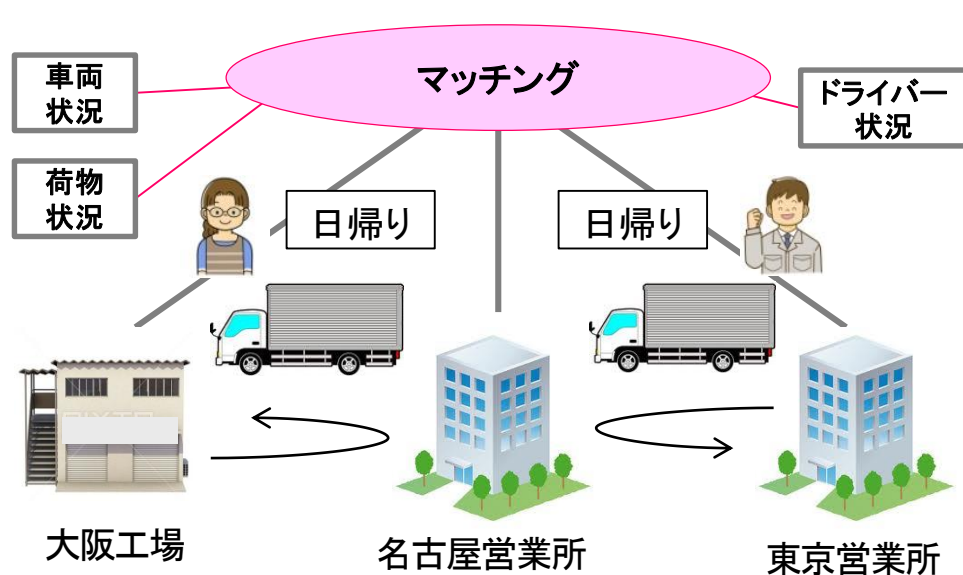 マッチング
車両
状況
ドライバー
状況
荷物
状況
日帰り
日帰り
大阪工場
名古屋営業所
東京営業所